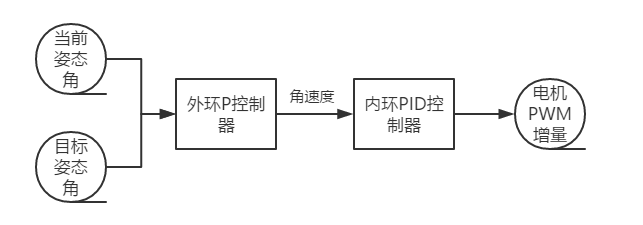 当前
姿态
角
目标
姿态
角
外环P控制
器
角速度
内环PID控
制器
电机
PWM
增量